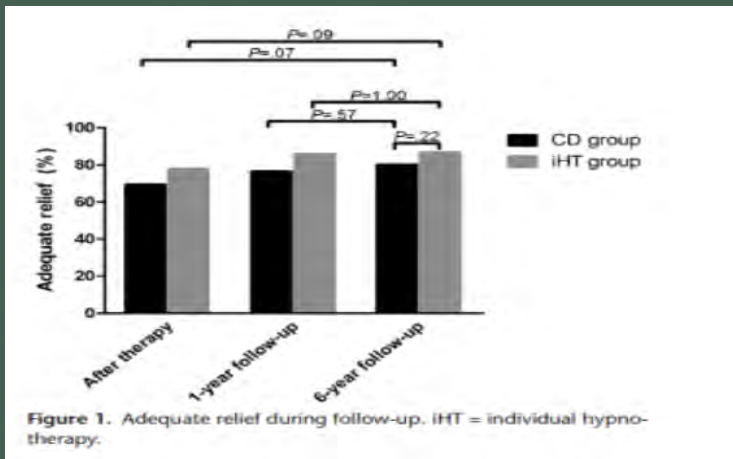 P=.09
P=.07
P=1.00
P=.57
P=.22
100
80
60
40
20
0
Adequate relief (%)
CD group
iHT group
After therapy
1-year follow-up
6-year follow-up
Figure 1. Adequate relief during follow-up. iHT = individual hypno-
therapy.